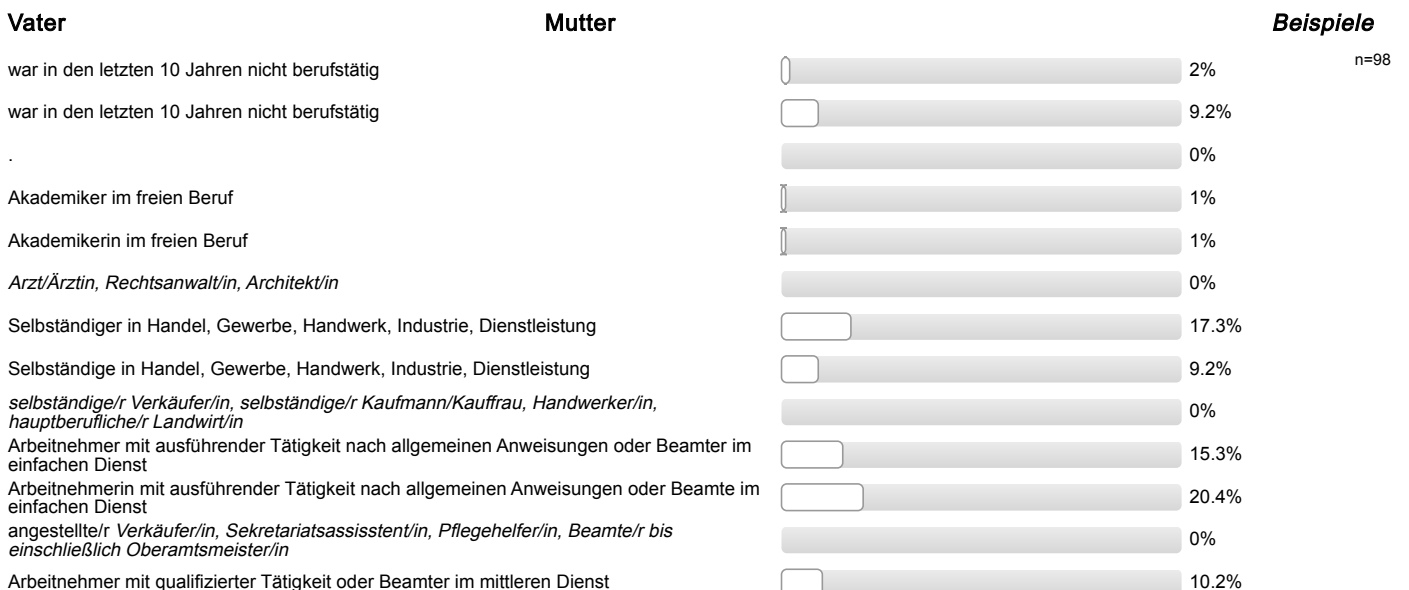 Vater Mutter Beispiele
war in den letzten 10 Jahren nicht berufstätig 2% n=98
war in den letzten 10 Jahren nicht berufstätig 9.2%
. 0%
Akademiker im freien Beruf 1%
Akademikerin im freien Beruf 1%
Arzt/Ärztin, Rechtsanwalt/in, Architekt/in 0%
Selbständiger in Handel, Gewerbe, Handwerk, Industrie, Dienstleistung 17.3%
Selbständige in Handel, Gewerbe, Handwerk, Industrie, Dienstleistung 9.2%
selbständige/r Verkäufer/in, selbständige/r Kaufmann/Kauffrau, Handwerker/in,
hauptberufliche/r Landwirt/in 0%
Arbeitnehmer mit ausführender Tätigkeit nach allgemeinen Anweisungen oder Beamter im
einfachen Dienst 15.3%
Arbeitnehmerin mit ausführender Tätigkeit nach allgemeinen Anweisungen oder Beamte im
einfachen Dienst 20.4%
angestellte/r Verkäufer/in, Sekretariatsassisstent/in, Pflegehelfer/in, Beamte/r bis
einschließlich Oberamtsmeister/in 0%
Arbeitnehmer mit qualifizierter Tätigkeit oder Beamter im mittleren Dienst 10.2%